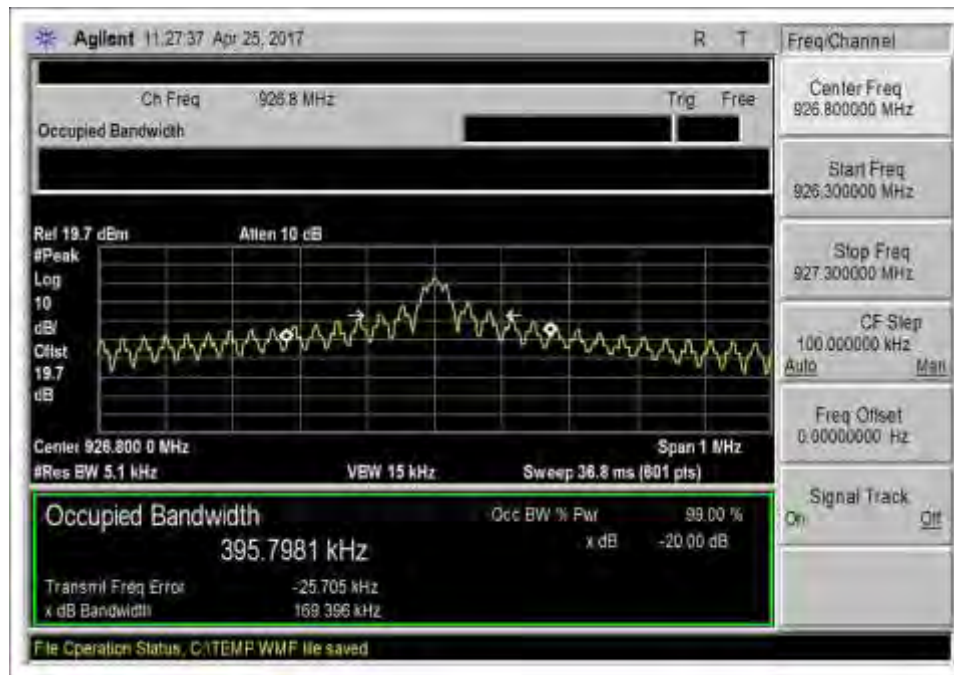 Agilent 11:27:37 Apr 25, 2017 R T
Freq/Channel
Ch Freq 926.8 MHz Trig Free
Occupied Bandwidth
Center Freq
926.800000 MHz
Start Freq
926.300000 MHz
Stop Freq
927.300000 MHz
CF Step
100.000000 kHz
Auto Man
Freq Offset
0.00000000 Hz
Signal Track
On Off
Ref 19.7 dBm Atten 10 dB
#Peak
Log
10
dB/
Offst
19.7
dB
Center 926.800 0 MHz Span 1 MHz
#Res BW 5.1 kHz VBW 15 kHz Sweep 36.8 ms (601 pts)
Occupied Bandwidth
395.7981 kHz
Occ BW % Pwr 99.00 %
x dB -20.00 dB
Transmit Freq Error -25.705 kHz
x dB Bandwidth 169.396 kHz
File Operation Status, C:\TEMP.WMF file saved